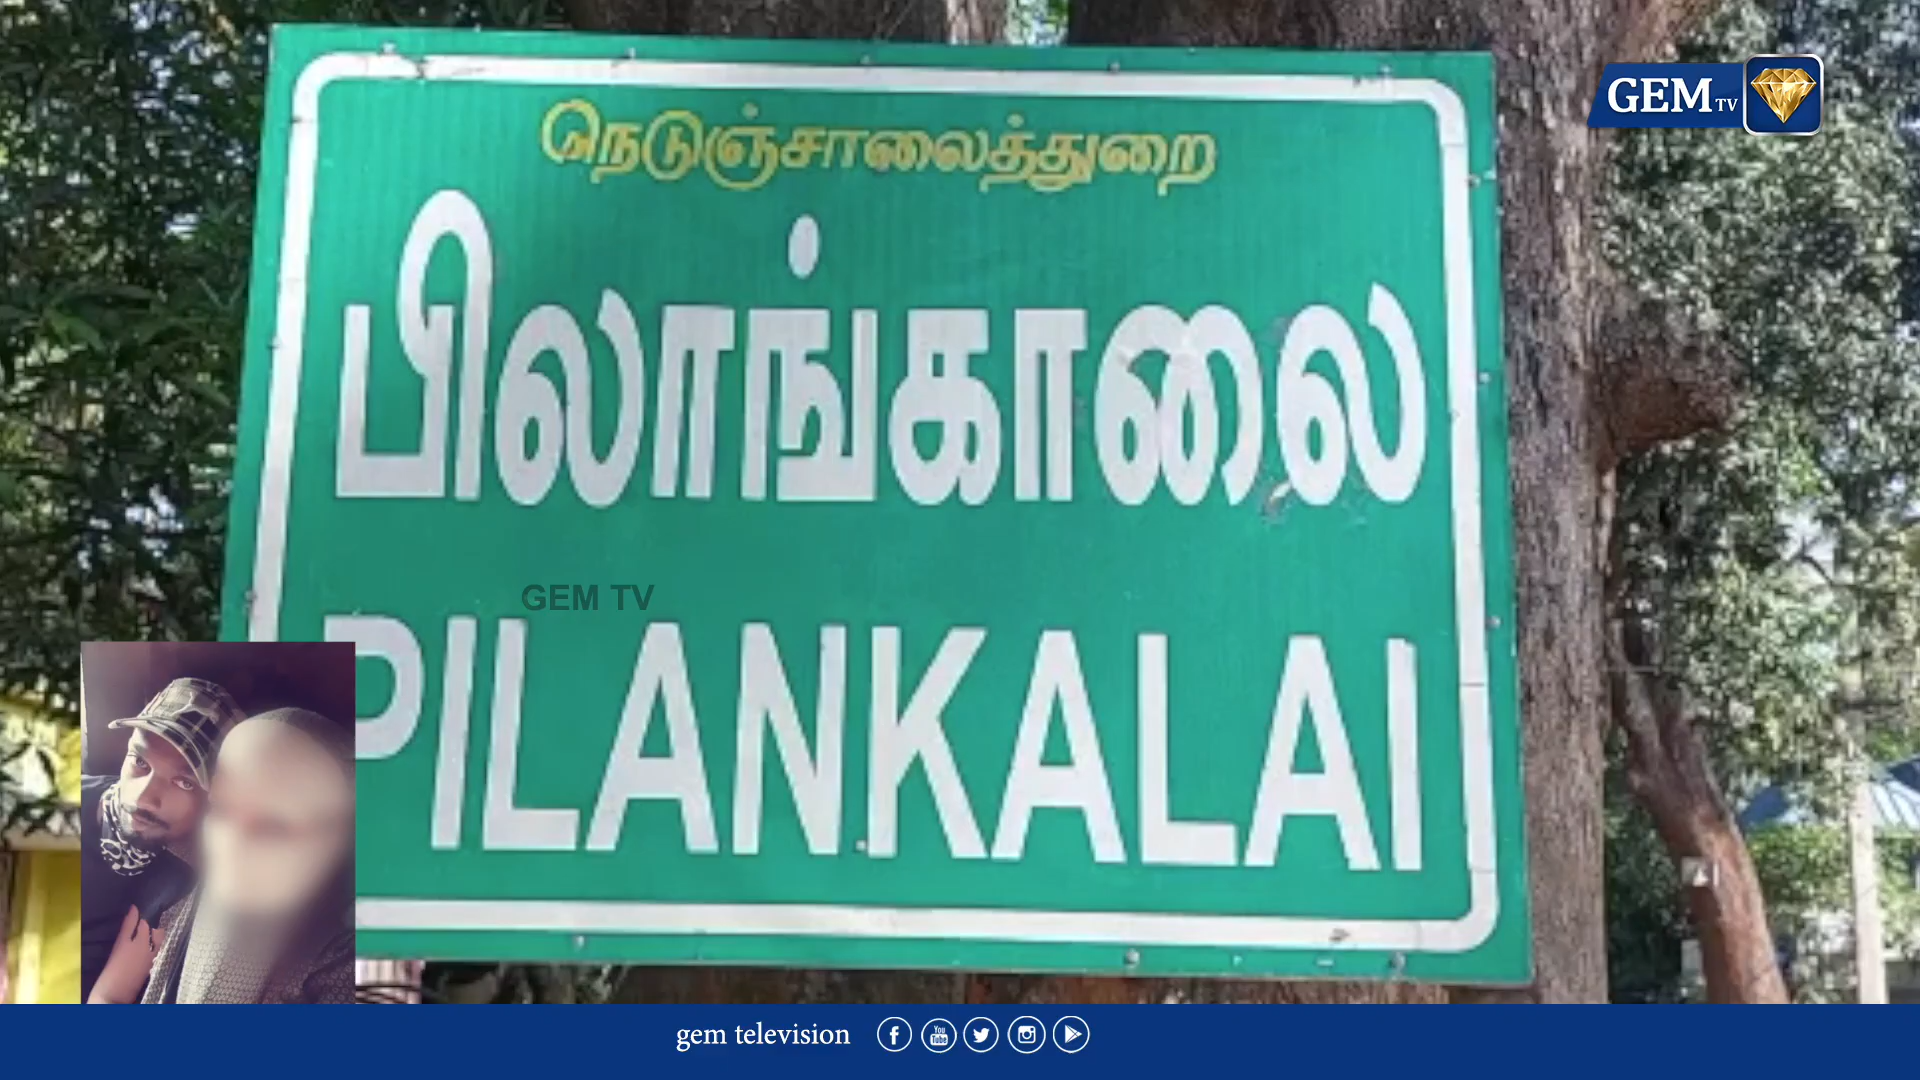 GEM TV
நெடுஞ்சாலைத்துறை
பிலாங்காலை
GEM TV
PILANKALAI
gem television